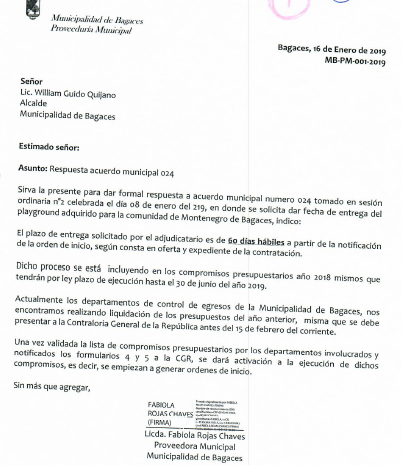 Municipalidad de Bagaces
Proveeduría Municipal
Bagaces, 16 de Enero de 2019
MB-PM-001-2019
Señor
Lic. William Guido Quijano
Alcalde
Municipalidad de Bagaces
Estimado señor:
Asunto: Respuesta acuerdo municipal 024
Sirva la presente para dar formal respuesta a acuerdo municipal numero 024 tomado en sesión
ordinaria n°2 celebrada el día 08 de enero del 219, en donde se solicita dar fecha de entrega del
playground adquirido para la comunidad de Montenegro de Bagaces, indico:
El plazo de entrega solicitado por el adjudicatario es de 60 días hábiles a partir de la notificación
de la orden de inicio, según consta en oferta y expediente de la contratación.
Dicho proceso se está incluyendo en los compromisos presupuestarios año 2018 mismos que
tendrán por ley plazo de ejecución hasta el 30 de junio del año 2019.
Actualmente los departamentos de control de egresos de la Municipalidad de Bagaces, nos
encontramos realizando liquidación de los presupuestos del año anterior, misma que se debe
presentar a la Contraloría General de la República antes del 15 de febrero del corriente.
Una vez validada la lista de compromisos presupuestarios por los departamentos involucrados y
notificados los formularios 4 y 5 a la CGR, se dará activación a la ejecución de dichos
compromisos, es decir, se empiezan a generar ordenes de inicio.
Sin más que agregar,
FABIOLA
ROJAS CHAVES
(FIRMA)
Licda. Fabiola Rojas Chaves
Proveedora Municipal
Municipalidad de Bagaces